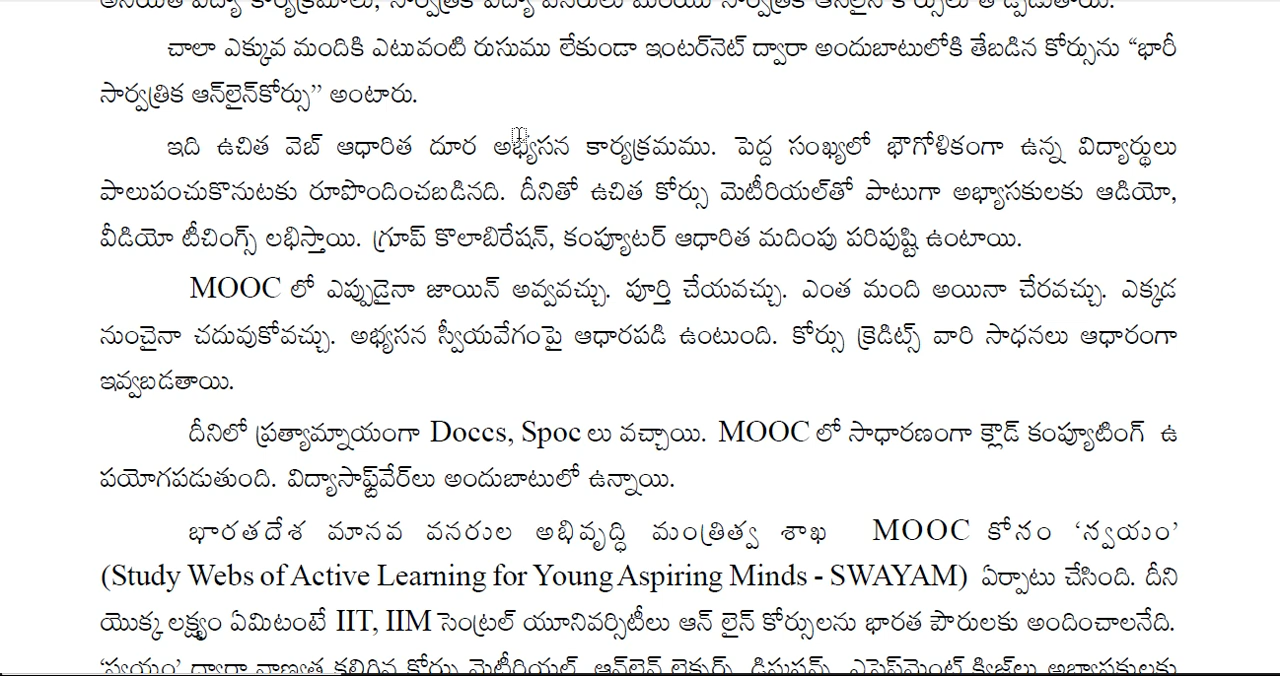 చాలా ఎక్కువ మందికి ఎటువంటి రుసుము లేకుండా ఇంటర్‌నెట్ ద్వారా అందుబాటులోకి తేబడిన కోర్సును “భారీ
సార్వత్రిక ఆన్‌లైన్‌కోర్సు” అంటారు.
ఇది ఉచిత వెబ్ ఆధారిత దూర అభ్యసన కార్యక్రమము. పెద్ద సంఖ్యలో భౌగోళికంగా ఉన్న విద్యార్థులు
పాలుపంచుకొనుటకు రూపొందించబడినది. దీనితో ఉచిత కోర్సు మెటీరియల్‌తో పాటుగా అభ్యాసకులకు ఆడియో,
వీడియో టీచింగ్స్ లభిస్తాయి. గ్రూప్ కొలాబిరేషన్, కంప్యూటర్ ఆధారిత మదింపు పరిపుష్టి ఉంటాయి.
MOOC లో ఎప్పుడైనా జాయిన్ అవ్వవచ్చు. పూర్తి చేయవచ్చు. ఎంత మంది అయినా చేరవచ్చు. ఎక్కడ
నుంచైనా చదువుకోవచ్చు. అభ్యసన స్వీయవేగంపై ఆధారపడి ఉంటుంది. కోర్సు క్రెడిట్స్ వారి సాధనలు ఆధారంగా
ఇవ్వబడతాయి.
దీనిలో ప్రత్యామ్నాయంగా Doccs, Spoc లు వచ్చాయి. MOOC లో సాధారణంగా క్లౌడ్ కంప్యూటింగ్ ఉ
పయోగపడుతుంది. విద్యాసాఫ్ట్‌వేర్‌లు అందుబాటులో ఉన్నాయి.
భారతదేశ మానవ వనరుల అభివృద్ధి మంత్రిత్వ శాఖ MOOC కోసం ‘స్వయం’
(Study Webs of Active Learning for Young Aspiring Minds - SWAYAM) ఏర్పాటు చేసింది. దీని
యొక్క లక్ష్యం ఏమిటంటే IIT, IIM సెంట్రల్ యూనివర్సిటీలు ఆన్ లైన్ కోర్సులను భారత పౌరులకు అందించాలనేది.